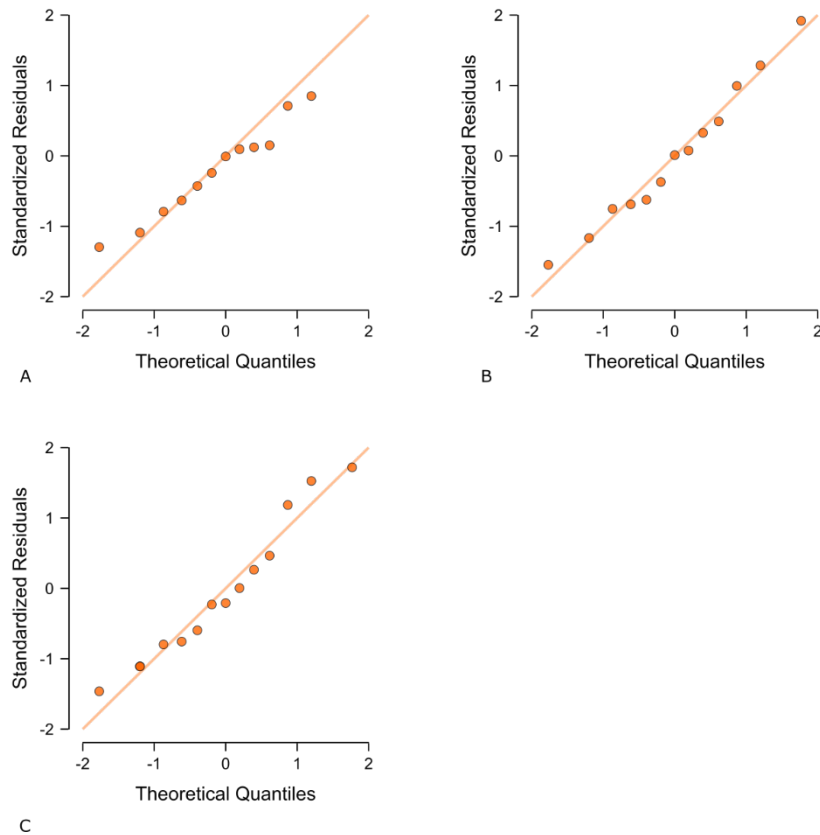 2
1
0
-1
-2
Standardized Residuals
-2 -1 0 1 2
Theoretical Quantiles
A
2
1
0
-1
-2
Standardized Residuals
-2 -1 0 1 2
Theoretical Quantiles
B
2
1
0
-1
-2
Standardized Residuals
-2 -1 0 1 2
Theoretical Quantiles
C